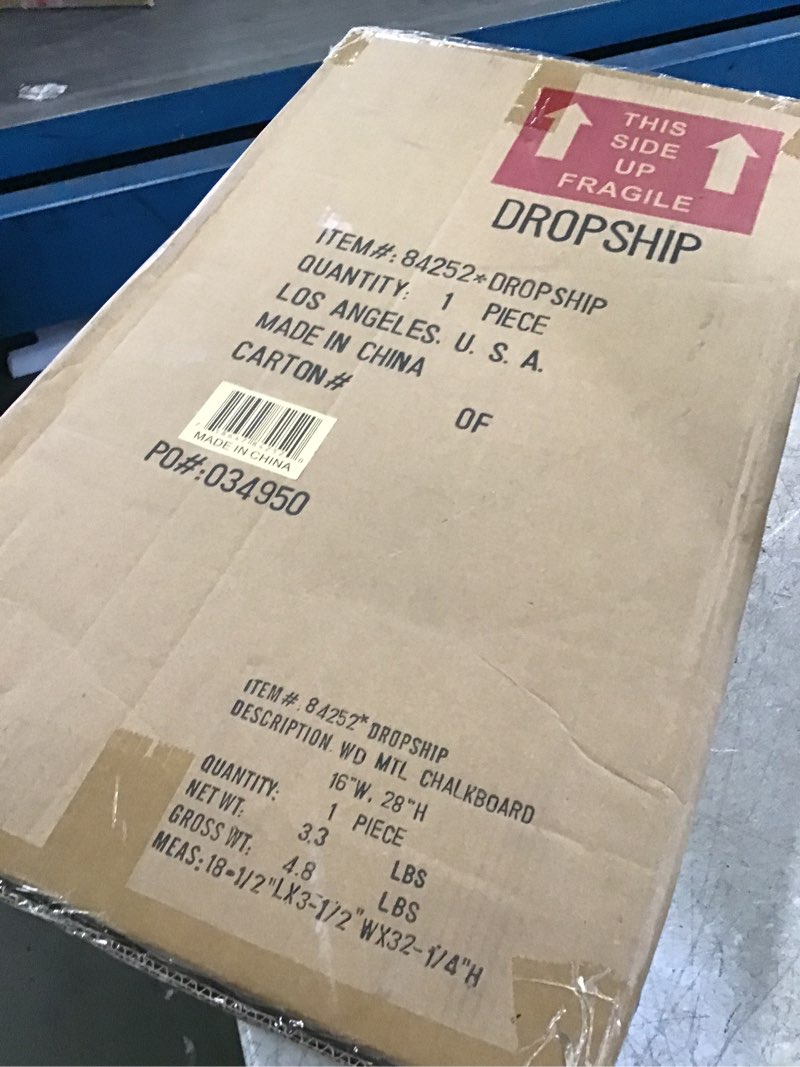 THIS
SIDE
UP
FRAGILE
DROPSHIP
ITEM#: 84252*DROPSHIP
QUANTITY: 1 PIECE
LOS ANGELES. U. S. A.
MADE IN CHINA
CARTON# OF
MADE IN CHINA
PO#:034950
ITEM#. 84252*DROPSHIP
DESCRIPTION. WD MTL CHALKBOARD
16"W, 28"H
QUANTITY: 1 PIECE
NET WT: 3.3 LBS
GROSS WT: 4.8 LBS
MEAS:18-1/2"LX3-1/2"WX32-1/4"H